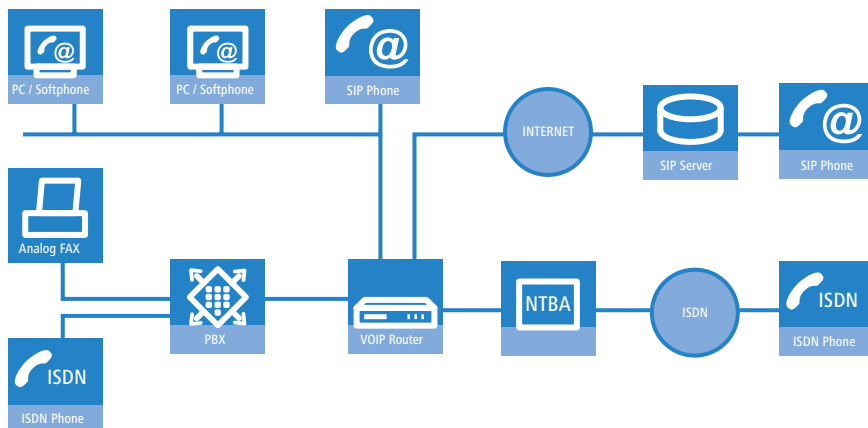 @
PC / Softphone
@
PC / Softphone
@
SIP Phone
INTERNET
SIP Server
@
SIP Phone
Analog FAX
PBX
VOIP Router
NTBA
ISDN
ISDN
ISDN Phone
ISDN
ISDN Phone